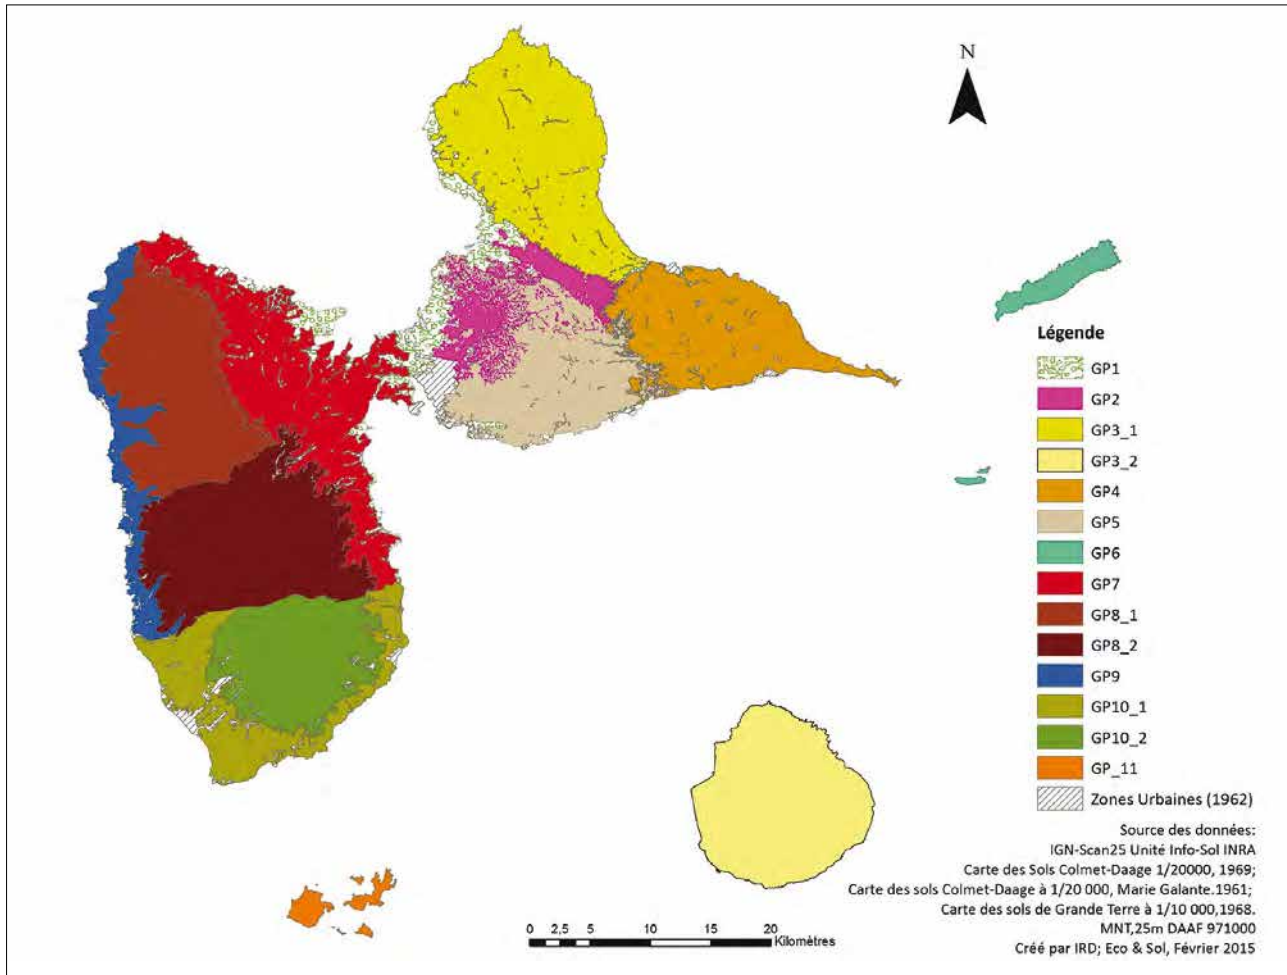 N
Légende
GP1
GP2
GP3_1
GP3_2
GP4
GP5
GP6
GP7
GP8_1
GP8_2
GP9
GP10_1
GP10_2
GP_11
Zones Urbaines (1962)
Source des données:
IGN-Scan25 Unité Info-Sol INRA
Carte des Sols Colmet-Daage 1/20000, 1969;
Carte des sols Colmet-Daage à 1/20 000, Marie Galante.1961;
Carte des sols de Grande Terre à 1/10 000,1968.
MNT,25m DAAF 971000
Créé par IRD; Eco & Sol, Février 2015
0 2,5 5 10 15 20
Kilomètres